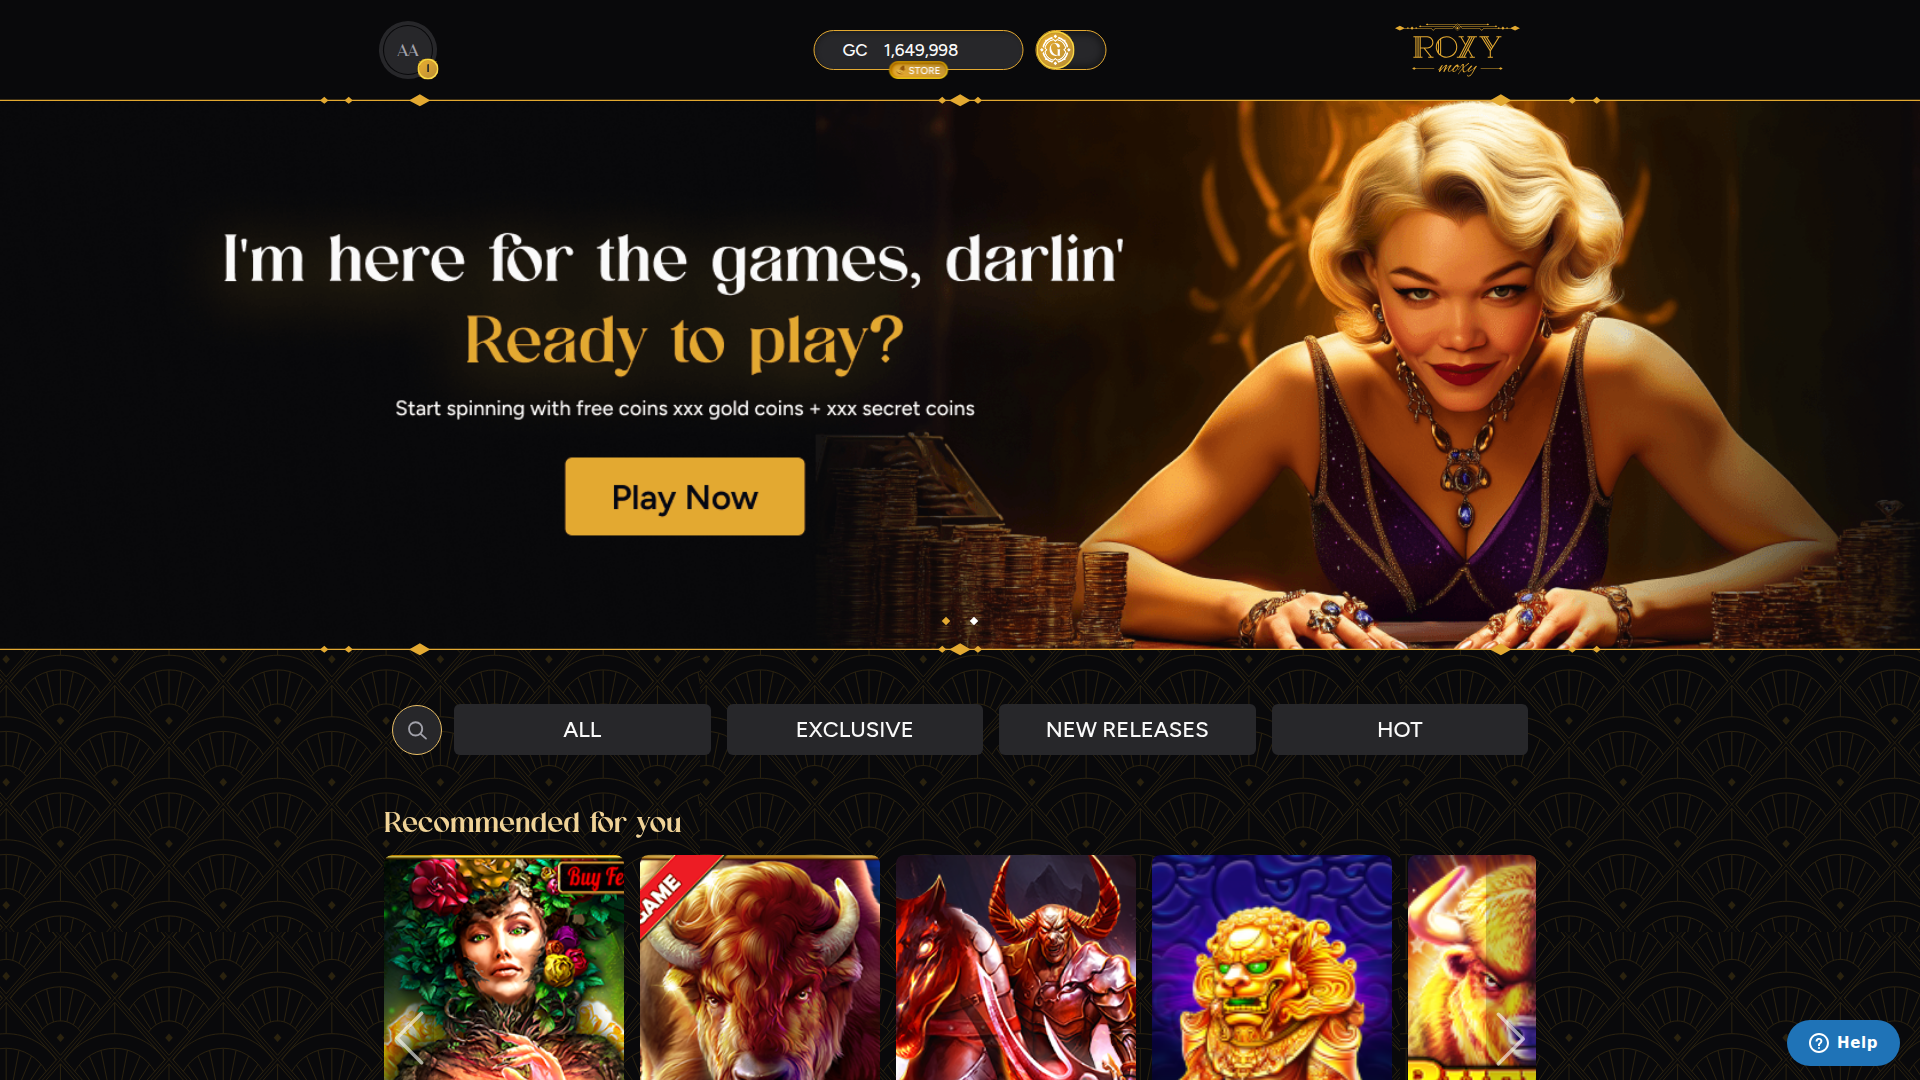 AA
I
GC 1,649,998
STORE
G
ROXY
moxy
I'm here for the games, darlin'
Ready to play?
Start spinning with free coins xxx gold coins + xxx secret coins
Play Now
ALL
EXCLUSIVE
NEW RELEASES
HOT
Recommended for you
Buy Fe
GAME
Help